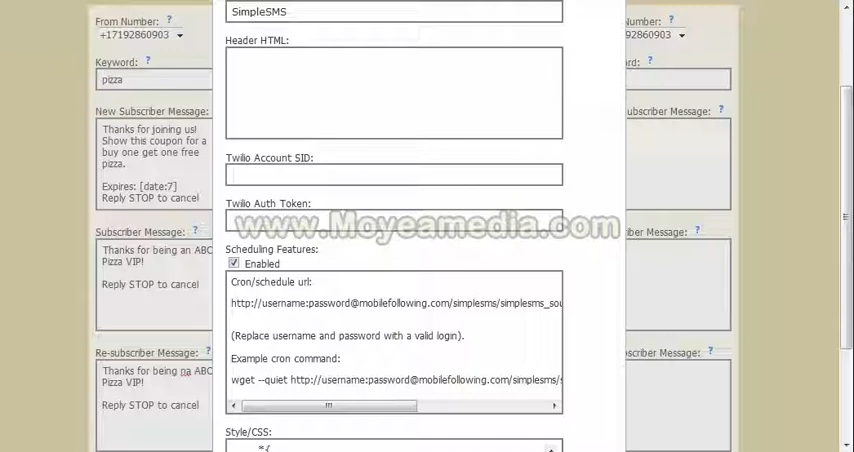 From Number: ?
+17192860903
Keyword: ?
pizza
New Subscriber Message:
Thanks for joining us!
Show this coupon for a
buy one get one free
pizza.
Expires: [date:7]
Reply STOP to cancel
Subscriber Message: ?
Thanks for being an ABC
Pizza VIP!
Reply STOP to cancel
Re-subscriber Message: ?
Thanks for being na ABC
Pizza VIP!
Reply STOP to cancel
SimpleSMS
Header HTML:
Twilio Account SID:
Twilio Auth Token:
www.Moyeamedia.com
Scheduling Features:
Enabled
Cron/schedule url:
http://username:password@mobilefollowing.com/simplesms/simplesms_sou
(Replace username and password with a valid login).
Example cron command:
wget --quiet http://username:password@mobilefollowing.com/simplesms/s
Style/CSS:
*{
Number: ?
92860903
ord: ?
ubscriber Message: ?
riber Message: ?
scriber Message: ?